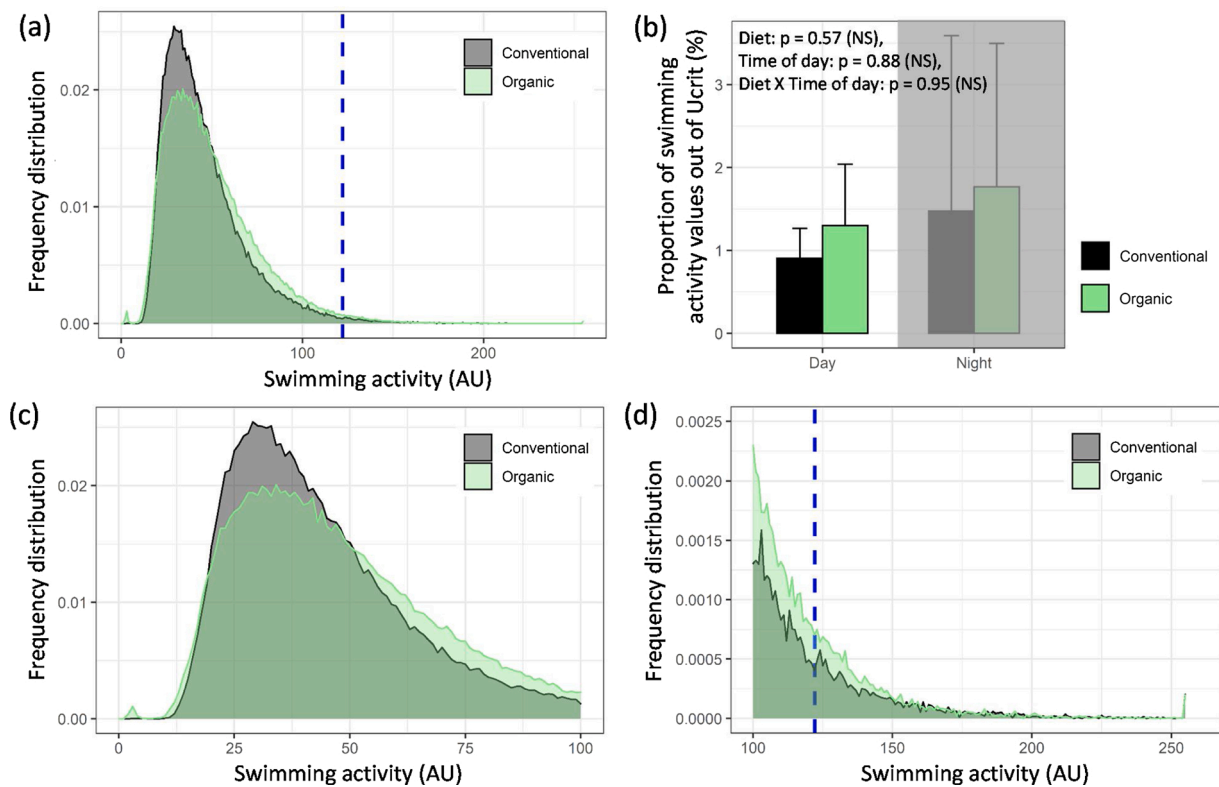 (a)
Frequency distribution
0.02
0.01
0.00
Conventional
Organic
0
100
200
Swimming activity (AU)
(b)
Proportion of swimming
activity values out of Ucrit (%)
Diet: p = 0.57 (NS),
Time of day: p = 0.88 (NS),
Diet X Time of day: p = 0.95 (NS)
3
2
1
0
Day
Night
Conventional
Organic
(c)
Frequency distribution
0.02
0.01
0.00
Conventional
Organic
0
25
50
75
100
Swimming activity (AU)
(d)
Frequency distribution
0.0025
0.0020
0.0015
0.0010
0.0005
0.0000
Conventional
Organic
100
150
200
250
Swimming activity (AU)